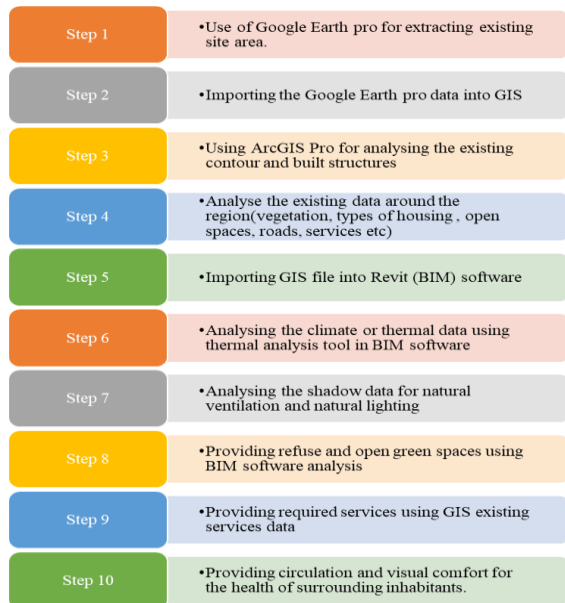 Step 1
•Use of Google Earth pro for extracting existing
site area.
Step 2
•Importing the Google Earth pro data into GIS
Step 3
•Using ArcGIS Pro for analysing the existing
contour and built structures
Step 4
•Analyse the existing data around the
region(vegetation, types of housing , open
spaces, roads, services etc)
Step 5
•Importing GIS file into Revit (BIM) software
Step 6
•Analysing the climate or thermal data using
thermal analysis tool in BIM software
Step 7
•Analysing the shadow data for natural
ventilation and natural lighting
Step 8
•Providing refuse and open green spaces using
BIM software analysis
Step 9
•Providing required services using GIS existing
services data
Step 10
•Providing circulation and visual comfort for
the health of surrounding inhabitants.